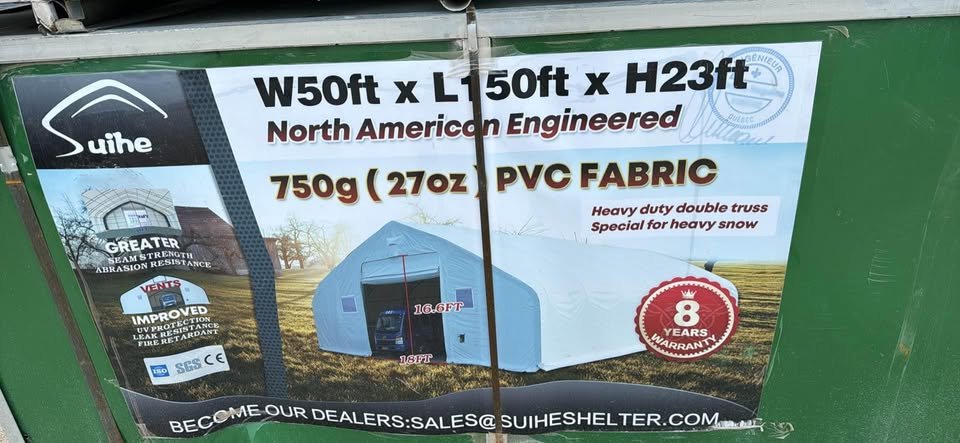 Suihe
W50ft x L150ft x H23ft
North American Engineered
750g ( 27oz ) PVC FABRIC
Heavy duty double truss
Special for heavy snow
GREATER
SEAM STRENGTH
ABRASION RESISTANCE
VENTS
IMPROVED
UV PROTECTION
LEAK RESISTANCE
FIRE RETARDANT
ISO SGS CE
16.6FT
18FT
8
YEARS
WARRANTY
QUÉBEC
BECOME OUR DEALERS:SALES@SUIHESHELTER.COM